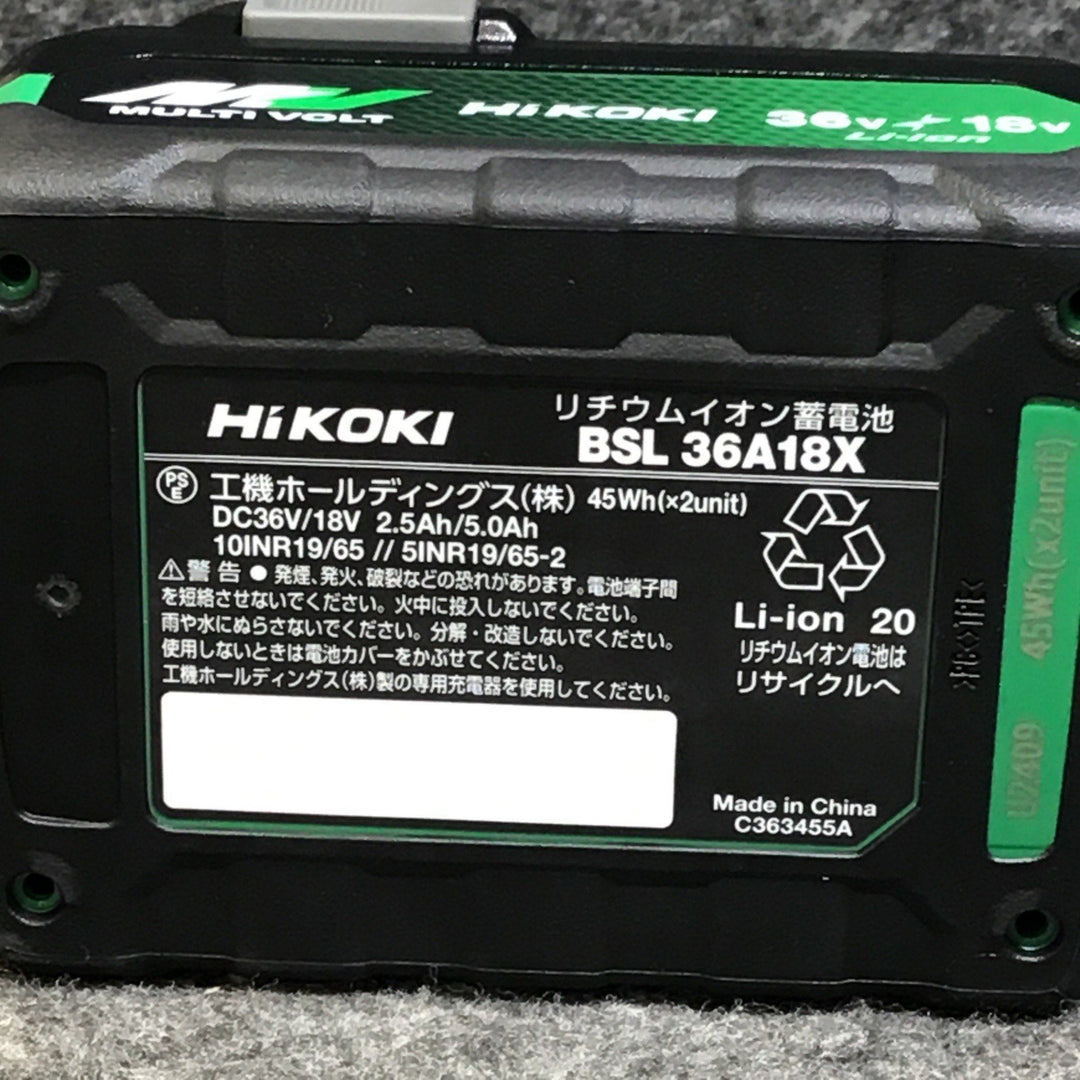 MULTI VOLT HiKOKI 36V⚡18V
Li-ion
HiKOKI
リチウムイオン蓄電池
BSL 36A18X
PSE 工機ホールディングス(株) 45Wh(×2unit)
DC36V/18V 2.5Ah/5.0Ah
10INR19/65 // 5INR19/65-2
⚠警告 ● 発煙、発火、破裂などの恐れがあります。電池端子間
を短絡させないでください。火中に投入しないでください。
雨や水にぬらさないでください。分解・改造しないでください。
使用しないときは電池カバーをかぶせてください。
工機ホールディングス(株)製の専用充電器を使用してください。
Li-ion 20
リチウムイオン電池は
リサイクルへ
Made in China
C363455A
45Wh(x2unit)
U2409